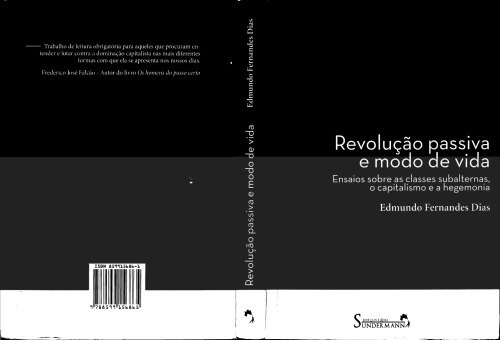 Trabalho de leitura obrigatória para aqueles que procuram en-
tender e lutar contra a dominação capitalista nas mais diferentes
formas com que ela se apresenta nos nossos dias.
Frederico José Falcão - Autor do livro Os homens do passo certo
Edmundo Fernandes Dias
Revolução passiva e modo de vida
Revolução passiva
e modo de vida
Ensaios sobre as classes subalternas,
o capitalismo e a hegemonia
Edmundo Fernandes Dias
SUNDERMANN